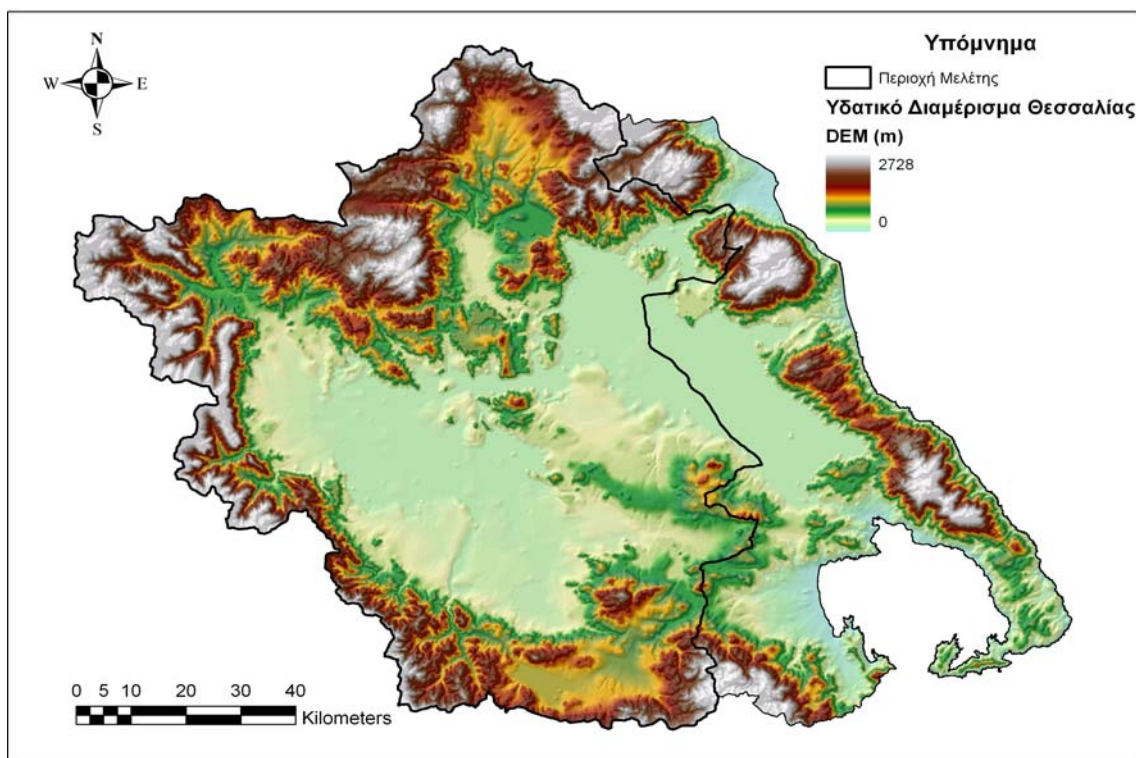 N
W E
S
Υπόμνημα
Περιοχή Μελέτης
Υδατικό Διαμέρισμα Θεσσαλίας
DEM (m)
2728
0
0 5 10 20 30 40
Kilometers